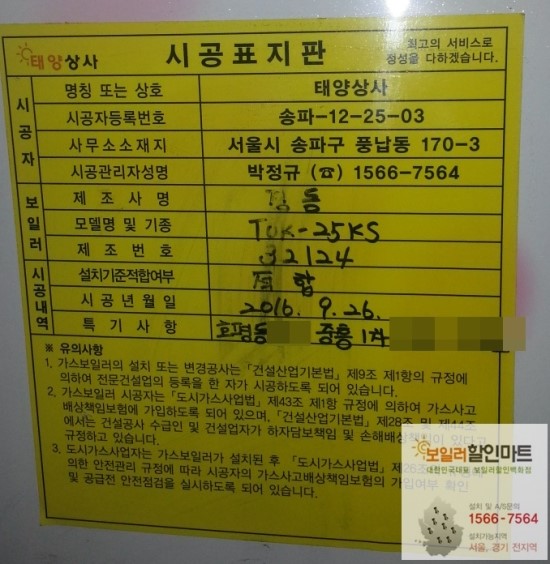 태양상사
시공표지판
최고의 서비스로
정성을 다하겠습니다.
시공자
명칭 또는 상호 태양상사
시공자등록번호 송파-12-25-03
사무소소재지 서울시 송파구 풍납동 170-3
시공관리자성명 박정규 (☎) 1566-7564
보일러
제조사명 경동
모델명 및 기종 TOK-25KS
제조번호 32124
시공내역
설치기준적합여부 적합
시공년월일 2016. 9. 26.
특기사항 호평동 중흥 1차
※ 유의사항
1. 가스보일러의 설치 또는 변경공사는 「건설산업기본법」 제9조 제1항의 규정에
의하여 전문건설업의 등록을 한 자가 시공하도록 되어 있습니다.
2. 가스보일러 시공자는 「도시가스사업법」 제43조 제1항 규정에 의하여 가스사고
배상책임보험에 가입하도록 되어 있으며, 「건설산업기본법」 제28조 및 제44조
에서는 건설공사 수급인 및 건설업자가 하자담보책임 및 손해배상책임이 있다고
규정하고 있습니다.
3. 도시가스사업자는 가스보일러가 설치된 후 「도시가스사업법」 제26조
의한 안전관리 규정에 따라 시공자의 가스사고배상책임보험의 가입여부 확인
및 공급전 안전점검을 실시하도록 되어 있습니다.
보일러할인마트
대한민국대표 보일러할인백화점
설치 및 A/S문의
1566-7564
설치가능지역
서울, 경기 전지역